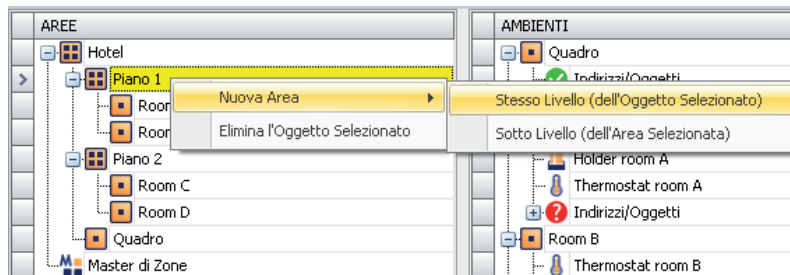 AREE
Hotel
Piano 1
Room
Room
Piano 2
Room C
Room D
Quadro
Master di Zone
Nuova Area
Elimina l'Oggetto Selezionato
Stesso Livello (dell'Oggetto Selezionato)
Sotto Livello (dell'Area Selezionata)
AMBIENTI
Quadro
Indirizzi/Oggetti
Holder room A
Thermostat room A
Indirizzi/Oggetti
Room B
Thermostat room B